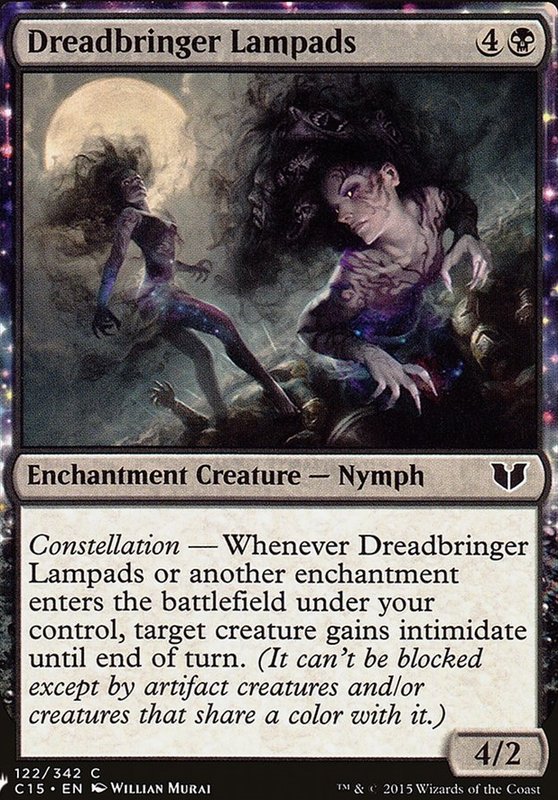 Dreadbringer Lampads 4
Enchantment Creature — Nymph
Constellation — Whenever Dreadbringer
Lampads or another enchantment
enters the battlefield under your
control, target creature gains intimidate
until end of turn. (It can't be blocked
except by artifact creatures and/or
creatures that share a color with it.)
4/2
122/342 C
C15 • EN Willian Murai
™ & © 2015 Wizards of the Coast